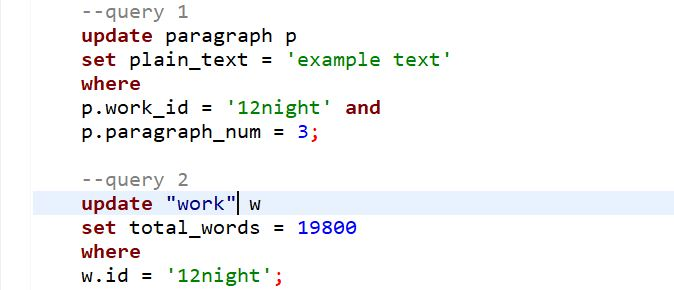 --query 1
update paragraph p
set plain_text = 'example text'
where
p.work_id = '12night' and
p.paragraph_num = 3;
--query 2
update "work" w
set total_words = 19800
where
w.id = '12night';